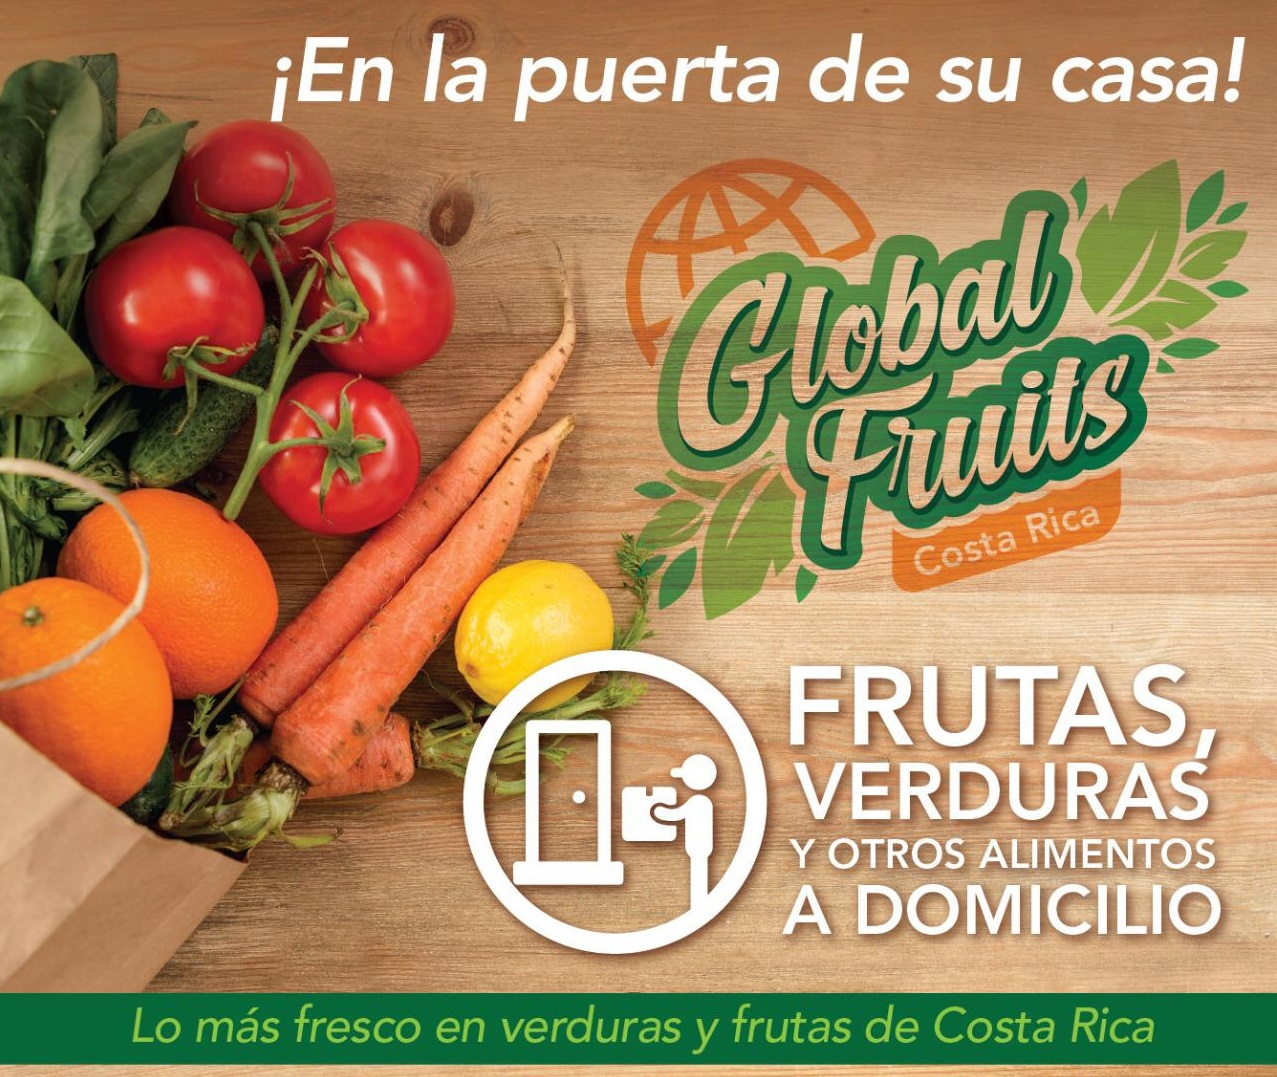 ¡En la puerta de su casa!
Global
Fruits
Costa Rica
FRUTAS,
VERDURAS
Y OTROS ALIMENTOS
A DOMICILIO
Lo más fresco en verduras y frutas de Costa Rica